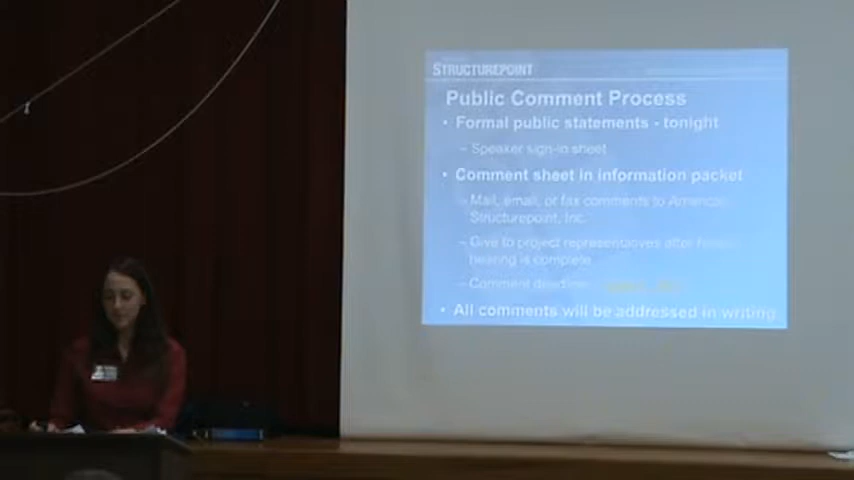 STRUCTUREPOINT
Public Comment Process
• Formal public statements - tonight
– Speaker sign-in sheet
• Comment sheet in information packet
– Mail, email, or fax comments to American
Structurepoint, Inc.
– Give to project representatives after
hearing is complete
– Comment deadline
• All comments will be addressed in writing